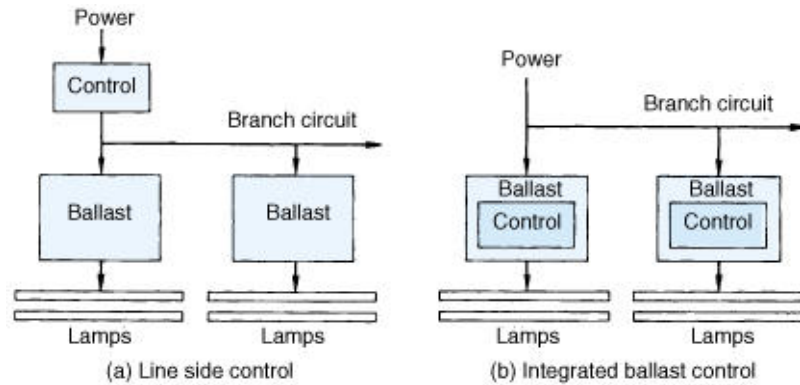 Power
Control
Branch circuit
Ballast
Ballast
Lamps
Lamps
(a) Line side control
Power
Branch circuit
Ballast
Control
Ballast
Control
Lamps
Lamps
(b) Integrated ballast control